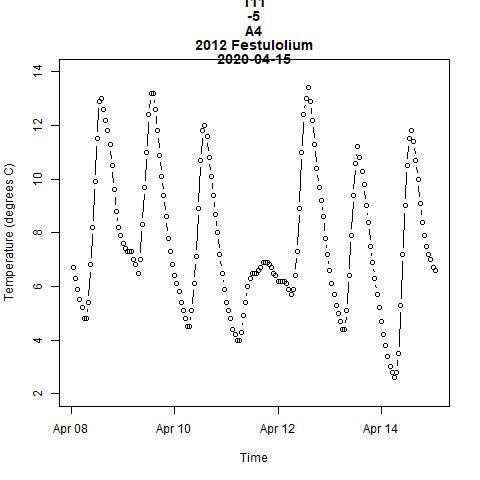 -5
A4
2012 Festulolium
2020-04-15
Temperature (degrees C)
14
12
10
8
6
4
2
Apr 08
Apr 10
Apr 12
Apr 14
Time